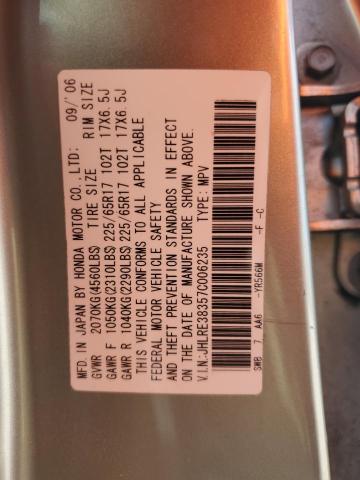 MFD. IN JAPAN BY HONDA MOTOR CO.,LTD: 09/'06
GVWR 2070KG(4560LBS) TIRE SIZE RIM SIZE
GAWR F 1050KG(2310LBS) 225/65R17 102T 17X6.5J
GAWR R 1040KG(2290LBS) 225/65R17 102T 17X6.5J
THIS VEHICLE CONFORMS TO ALL APPLICABLE
FEDERAL MOTOR VEHICLE SAFETY
AND THEFT PREVENTION STANDARDS IN EFFECT
ON THE DATE OF MANUFACTURE SHOWN ABOVE.
V.I.N:JHLRE38357C006235 TYPE: MPV
SWB 7 AA6 -YR566M -F -C